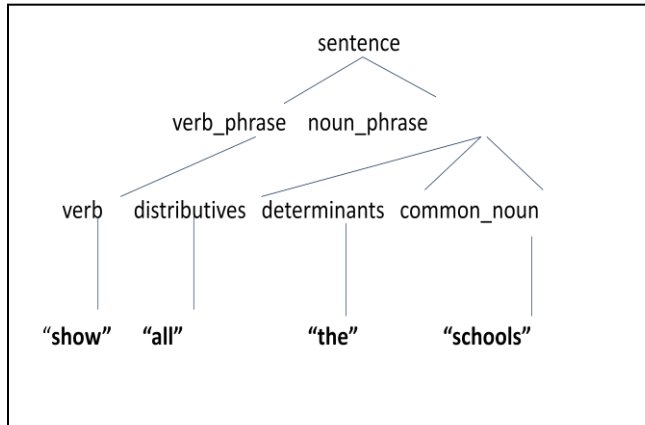 sentence
verb_phrase noun_phrase
verb distributives determinants common_noun
“show” “all” “the” “schools”